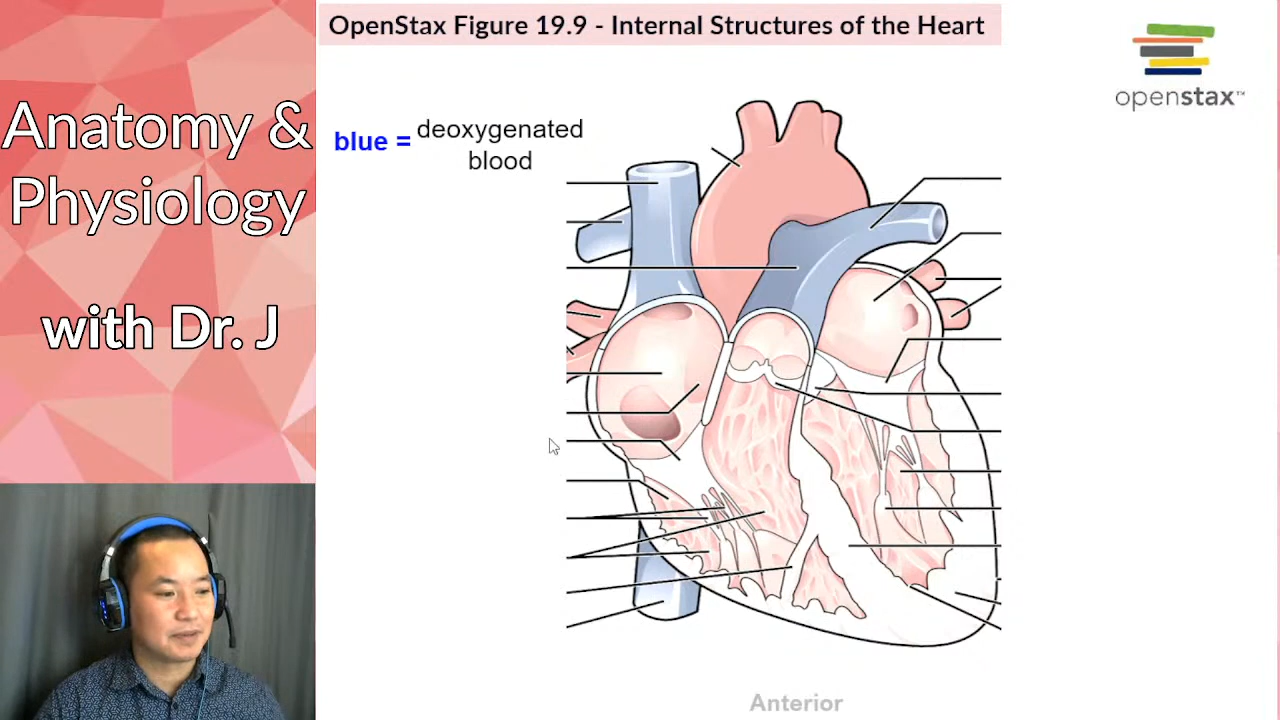 OpenStax Figure 19.9 - Internal Structures of the Heart
openstax™
Anatomy &
Physiology
with Dr. J
blue =
deoxygenated
blood
Anterior